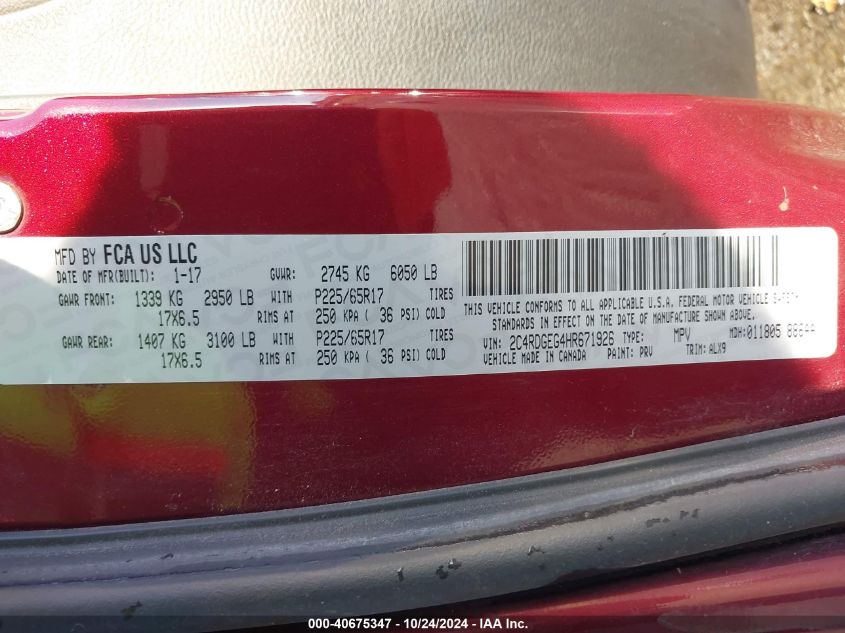 MFD BY FCA US LLC
DATE OF MFR(BUILT): 1-17 GVWR: 2745 KG 6050 LB
GAWR FRONT: 1339 KG 2950 LB WITH P225/65R17 TIRES
17X6.5 RIMS AT 250 KPA ( 36 PSI) COLD
GAWR REAR: 1407 KG 3100 LB WITH P225/65R17 TIRES
17X6.5 RIMS AT 250 KPA ( 36 PSI) COLD
THIS VEHICLE CONFORMS TO ALL APPLICABLE U.S.A. FEDERAL MOTOR VEHICLE
STANDARDS IN EFFECT ON THE DATE OF MANUFACTURE SHOWN ABOVE.
VIN: 2C4RDGEG4HR671926 TYPE: MPV MDH: 011805
VEHICLE MADE IN CANADA PAINT: PRV TRIM: ALX9
000-40675347 - 10/24/2024 - IAAI, Inc.